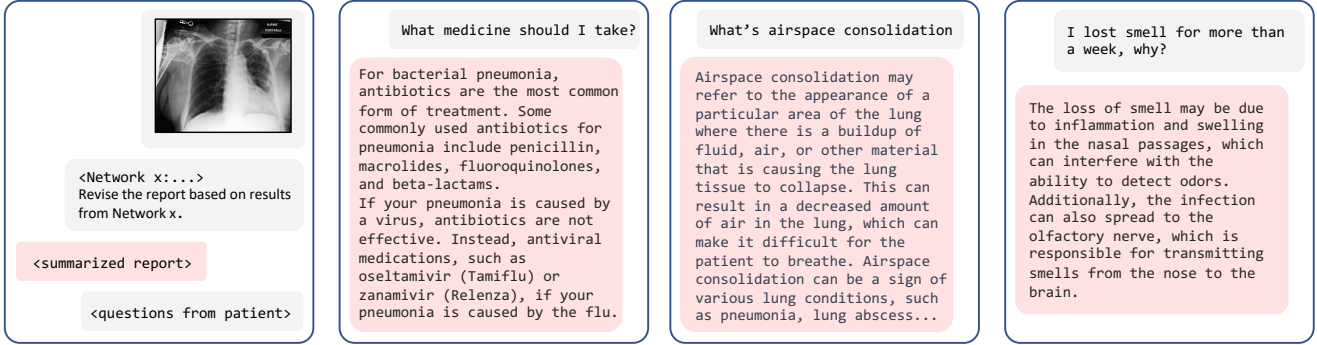 SUPINE
PORTABLE
<Network x:...>
Revise the report based on results
from Network x.
<summarized report>
<questions from patient>
What medicine should I take?
For bacterial pneumonia,
antibiotics are the most common
form of treatment. Some
commonly used antibiotics for
pneumonia include penicillin,
macrolides, fluoroquinolones,
and beta-lactams.
If your pneumonia is caused by
a virus, antibiotics are not
effective. Instead, antiviral
medications, such as
oseltamivir (Tamiflu) or
zanamivir (Relenza), if your
pneumonia is caused by the flu.
What's airspace consolidation
Airspace consolidation may
refer to the appearance of a
particular area of the lung
where there is a buildup of
fluid, air, or other material
that is causing the lung
tissue to collapse. This can
result in a decreased amount
of air in the lung, which can
make it difficult for the
patient to breathe. Airspace
consolidation can be a sign of
various lung conditions, such
as pneumonia, lung abscess...
I lost smell for more than
a week, why?
The loss of smell may be due
to inflammation and swelling
in the nasal passages, which
can interfere with the
ability to detect odors.
Additionally, the infection
can also spread to the
olfactory nerve, which is
responsible for transmitting
smells from the nose to the
brain.